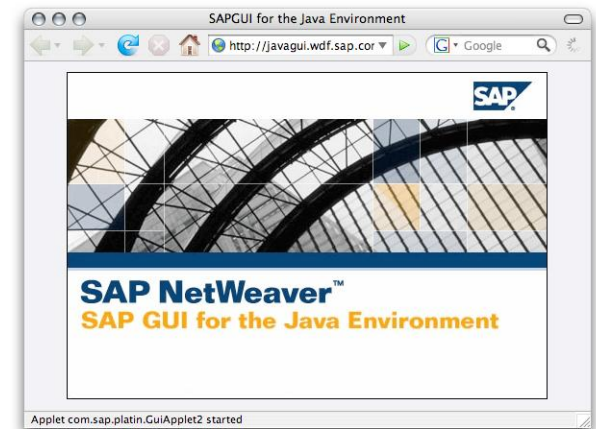 SAPGUI for the Java Environment
http://javagui.wdf.sap.cor
G
Google
SAP
SAP NetWeaver™
SAP GUI for the Java Environment
Applet com.sap.platin.GuiApplet2 started